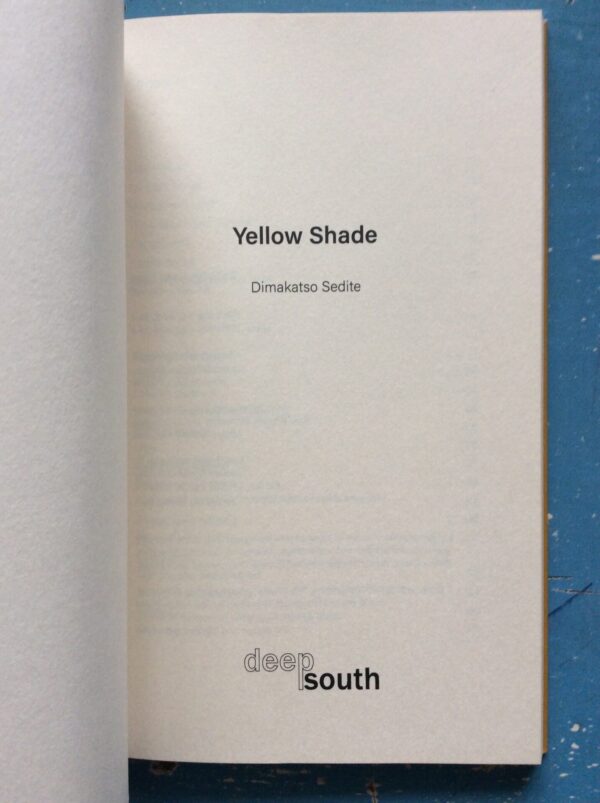 Yellow Shade
Dimakatso Sedite
deep
south